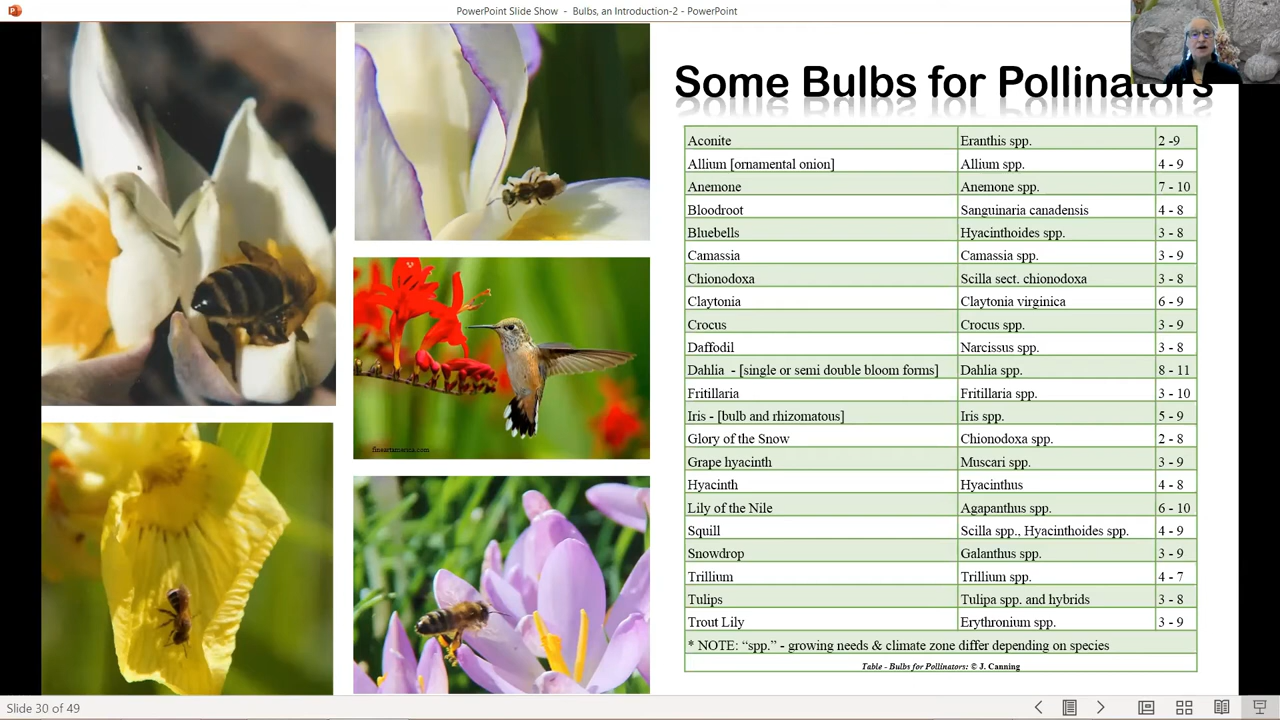 PowerPoint Slide Show - Bulbs, an Introduction-2 - PowerPoint
Some Bulbs for Pollinators
Aconite Eranthis spp. 2 -9
Allium [ornamental onion] Allium spp. 4 - 9
Anemone Anemone spp. 7 - 10
Bloodroot Sanguinaria canadensis 4 - 8
Bluebells Hyacinthoides spp. 3 - 8
Camassia Camassia spp. 3 - 9
Chionodoxa Scilla sect. chionodoxa 3 - 8
Claytonia Claytonia virginica 6 - 9
Crocus Crocus spp. 3 - 9
Daffodil Narcissus spp. 3 - 9
Dahlia - [single or semi double bloom forms] Dahlia spp. 8 - 11
Fritillaria Fritillaria spp. 3 - 10
Iris - [bulb and rhizomatous] Iris spp. 5 - 9
Glory of the Snow Chionodoxa spp. 2 - 8
Grape hyacinth Muscari spp. 3 - 9
Hyacinth Hyacinthus 4 - 8
Lily of the Nile Agapanthus spp. 6 - 10
Squill Scilla spp., Hyacinthoides spp. 4 - 9
Snowdrop Galanthus spp. 3 - 9
Trillium Trillium spp. 4 - 7
Tulips Tulipa spp. and hybrids 3 - 8
Trout Lily Erythronium spp. 3 - 9
* NOTE: “spp.” - growing needs & climate zone differ depending on species
Table - Bulbs for Pollinators: © J. Canning
fineartamerica.com
Slide 30 of 49